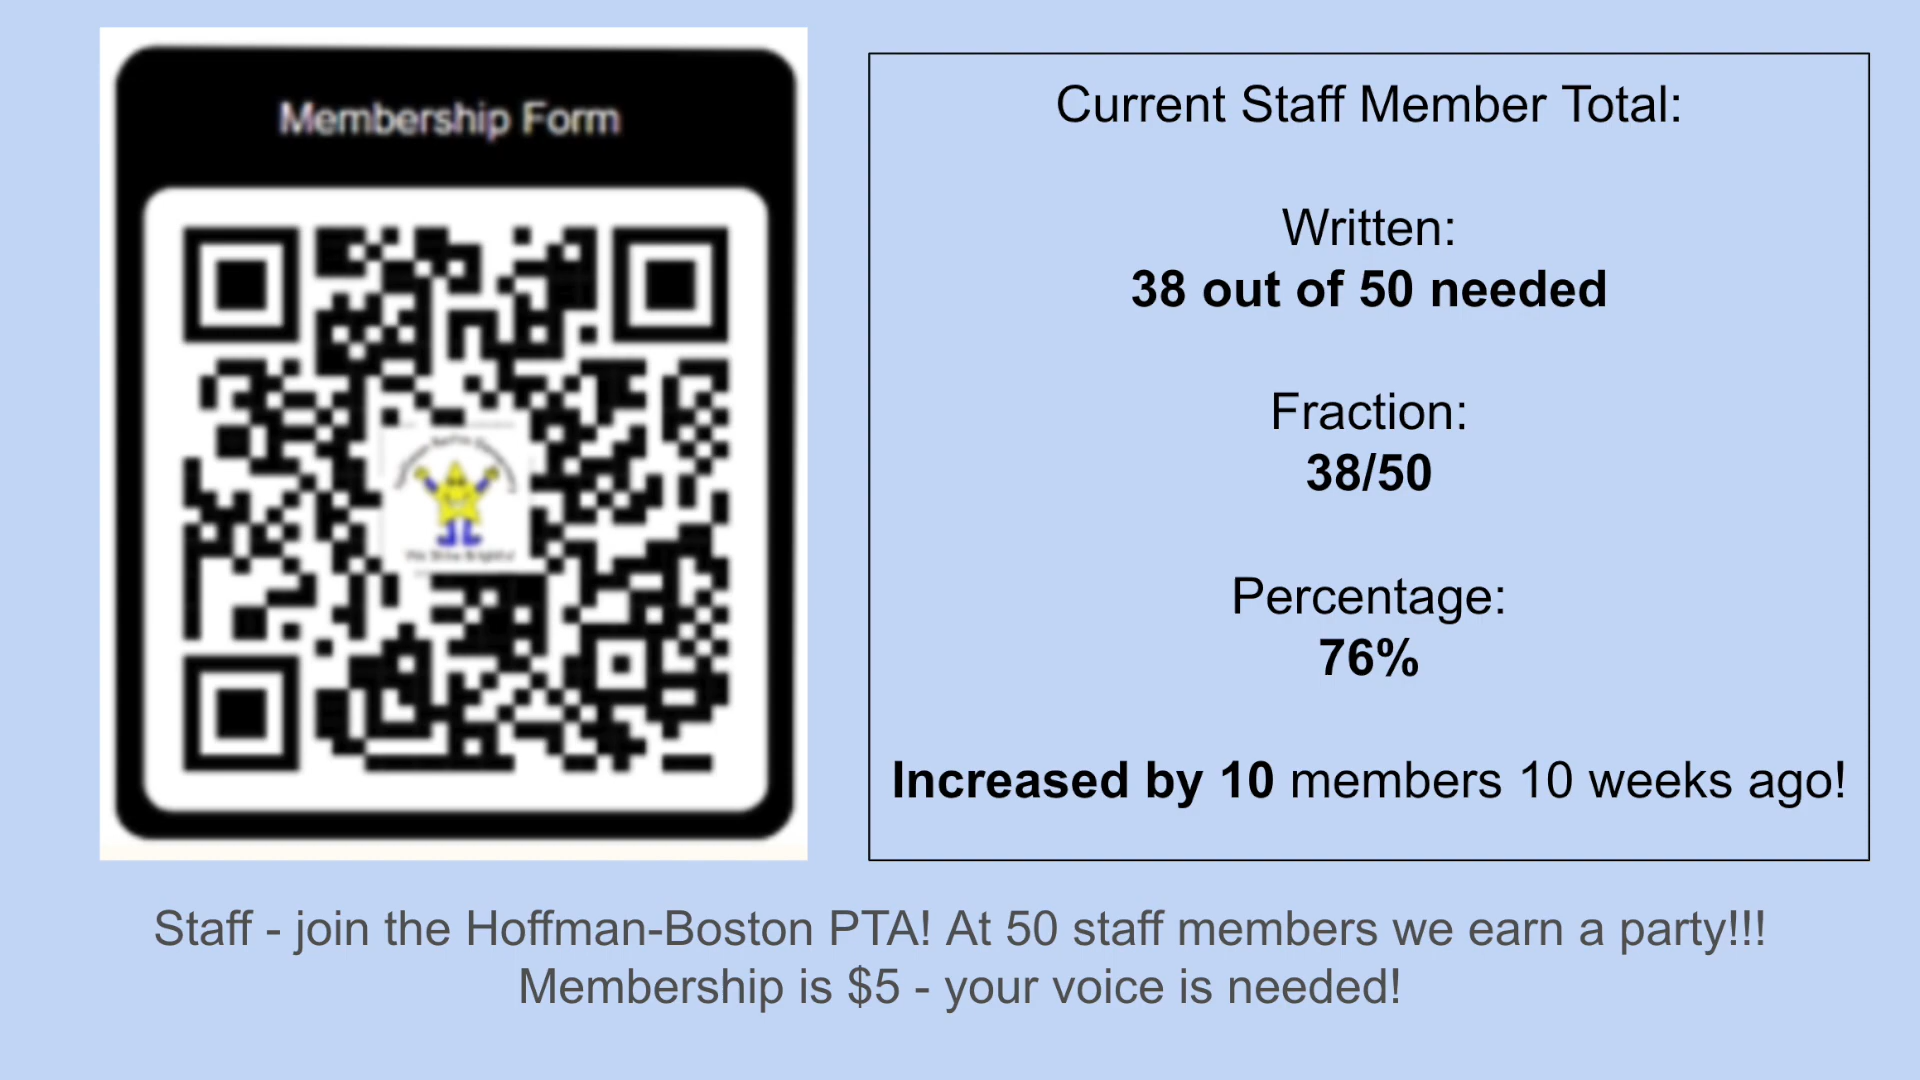 Membership Form
Current Staff Member Total:
Written:
38 out of 50 needed
Fraction:
38/50
Percentage:
76%
Increased by 10 members 10 weeks ago!
Staff - join the Hoffman-Boston PTA! At 50 staff members we earn a party!!!
Membership is $5 - your voice is needed!